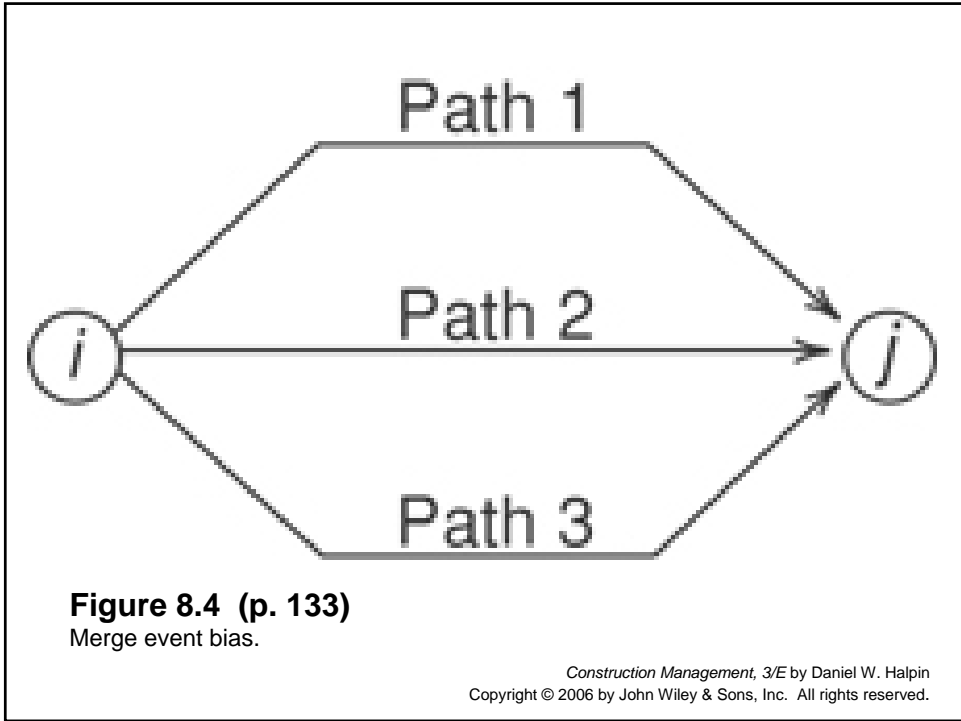 Path 1
i
Path 2
j
Path 3
Figure 8.4 (p. 133)
Merge event bias.
Construction Management, 3/E by Daniel W. Halpin
Copyright © 2006 by John Wiley & Sons, Inc. All rights reserved.